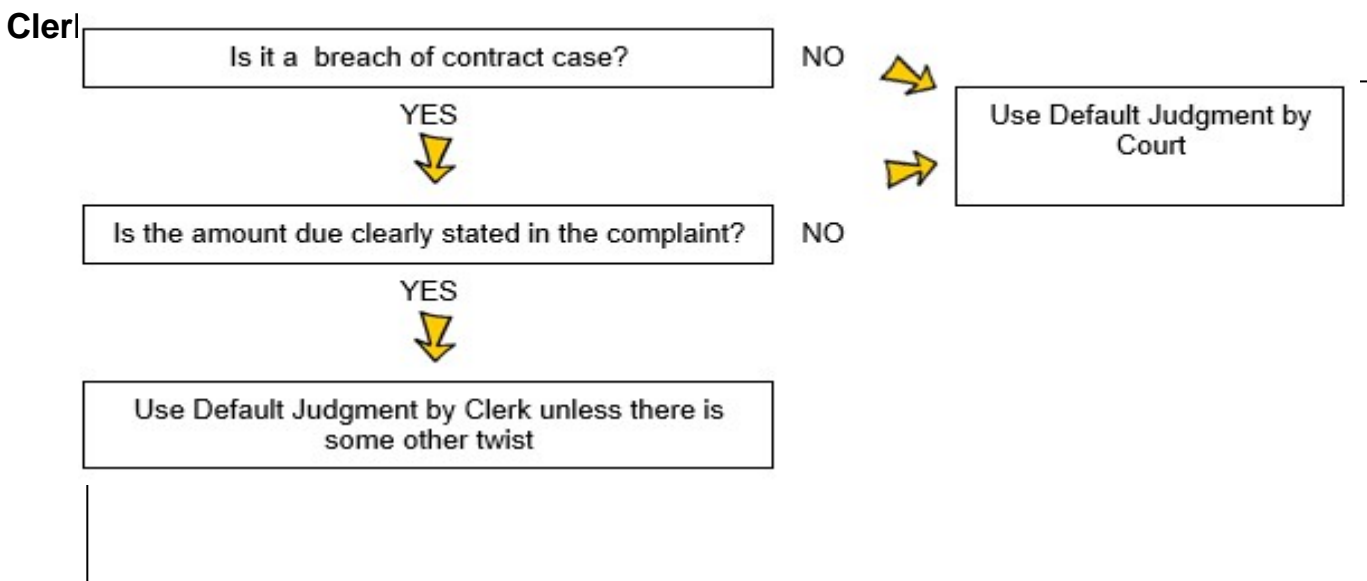 Is it a breach of contract case?
NO
YES
Use Default Judgment by
Court
Is the amount due clearly stated in the complaint?
NO
YES
Use Default Judgment by Clerk unless there is
some other twist